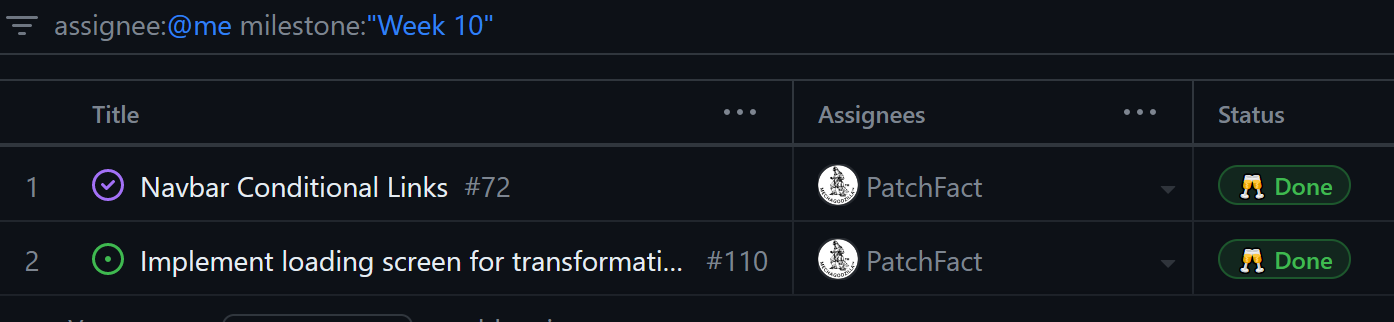 assignee:@me milestone:"Week 10"
Title Assignees Status
1 Navbar Conditional Links #72 PatchFact 🥂 Done
2 Implement loading screen for transformati... #110 PatchFact 🥂 Done